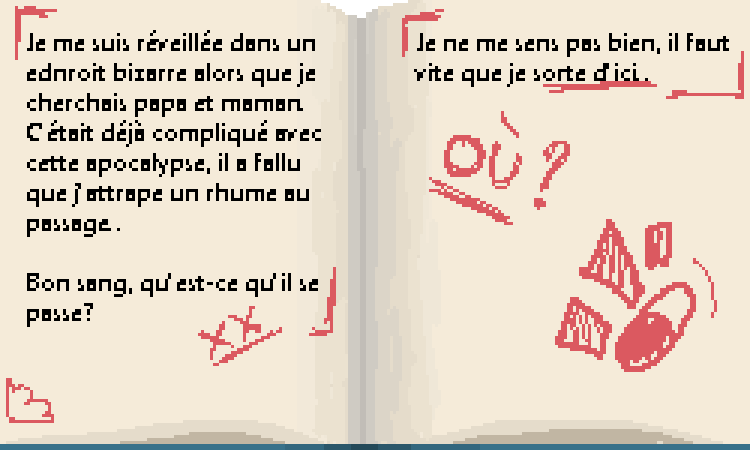 Je me suis réveillée dans un
ednroit bizarre alors que je
cherchais papa et maman.
C'était déjà compliqué avec
cette apocalypse, il a fallu
que j'attrape un rhume au
passage.
Bon sang, qu'est-ce qu'il se
passe?
Je ne me sens pas bien, il faut
vite que je sorte d'ici.
OÙ ?